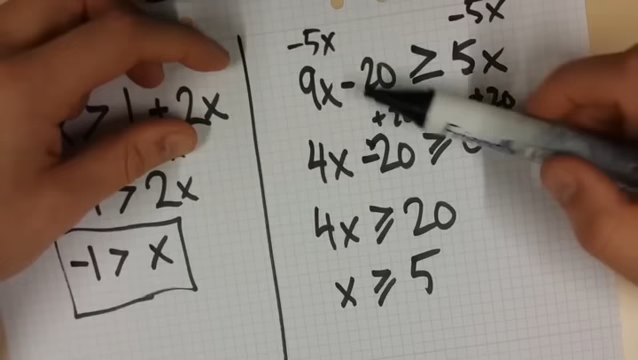 > 1 + 2x
> 2x
-1 > x
-5x -5x
9x - 20 ≥ 5x
+20
4x - 20 ≥
4x ≥ 20
x ≥ 5